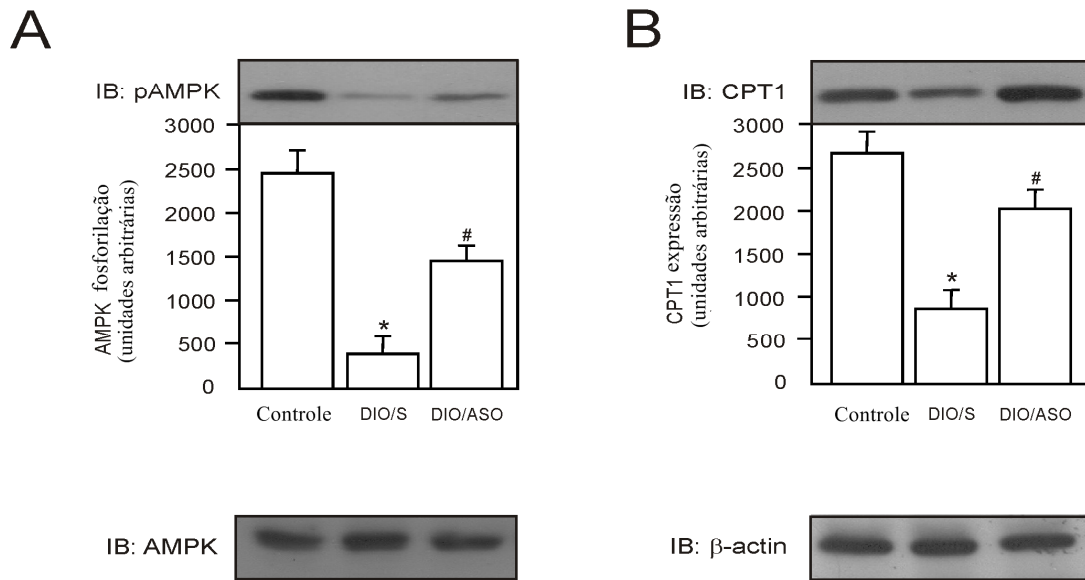 A
IB: pAMPK
AMPK fosforilação
(unidades arbitrárias)
3000
2500
2000
1500
1000
500
0
*
#
Controle DIO/S DIO/ASO
IB: AMPK
B
IB: CPT1
CPT1 expressão
(unidades arbitrárias)
3000
2500
2000
1500
1000
500
0
*
#
Controle DIO/S DIO/ASO
IB: β-actin